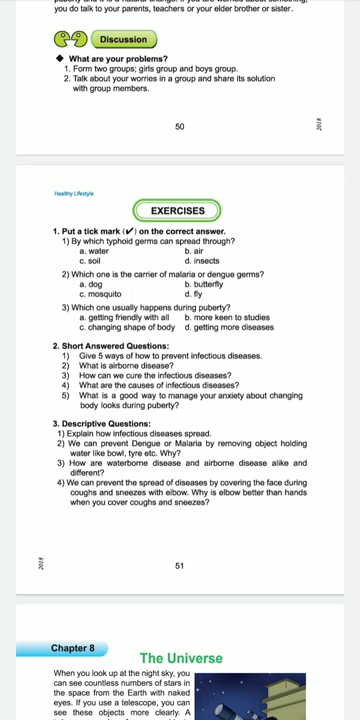 puberty and it is a natural change. If you are worried about something,
you do talk to your parents, teachers or your elder brother or sister.
Discussion
What are your problems?
1. Form two groups; girls group and boys group.
2. Talk about your worries in a group and share its solution
with group members.
50
2018
Healthy Lifestyle
EXERCISES
1. Put a tick mark (✔) on the correct answer.
1) By which typhoid germs can spread through?
a. water b. air
c. soil d. insects
2) Which one is the carrier of malaria or dengue germs?
a. dog b. butterfly
c. mosquito d. fly
3) Which one usually happens during puberty?
a. getting friendly with all b. more keen to studies
c. changing shape of body d. getting more diseases
2. Short Answered Questions:
1) Give 5 ways of how to prevent infectious diseases.
2) What is airborne disease?
3) How can we cure the infectious diseases?
4) What are the causes of infectious diseases?
5) What is a good way to manage your anxiety about changing
body looks during puberty?
3. Descriptive Questions:
1) Explain how infectious diseases spread.
2) We can prevent Dengue or Malaria by removing object holding
water like bowl, tyre etc. Why?
3) How are waterborne disease and airborne disease alike and
different?
4) We can prevent the spread of diseases by covering the face during
coughs and sneezes with elbow. Why is elbow better than hands
when you cover coughs and sneezes?
2018
51
Chapter 8
The Universe
When you look up at the night sky, you
can see countless numbers of stars in
the space from the Earth with naked
eyes. If you use a telescope, you can
see these objects more clearly. A